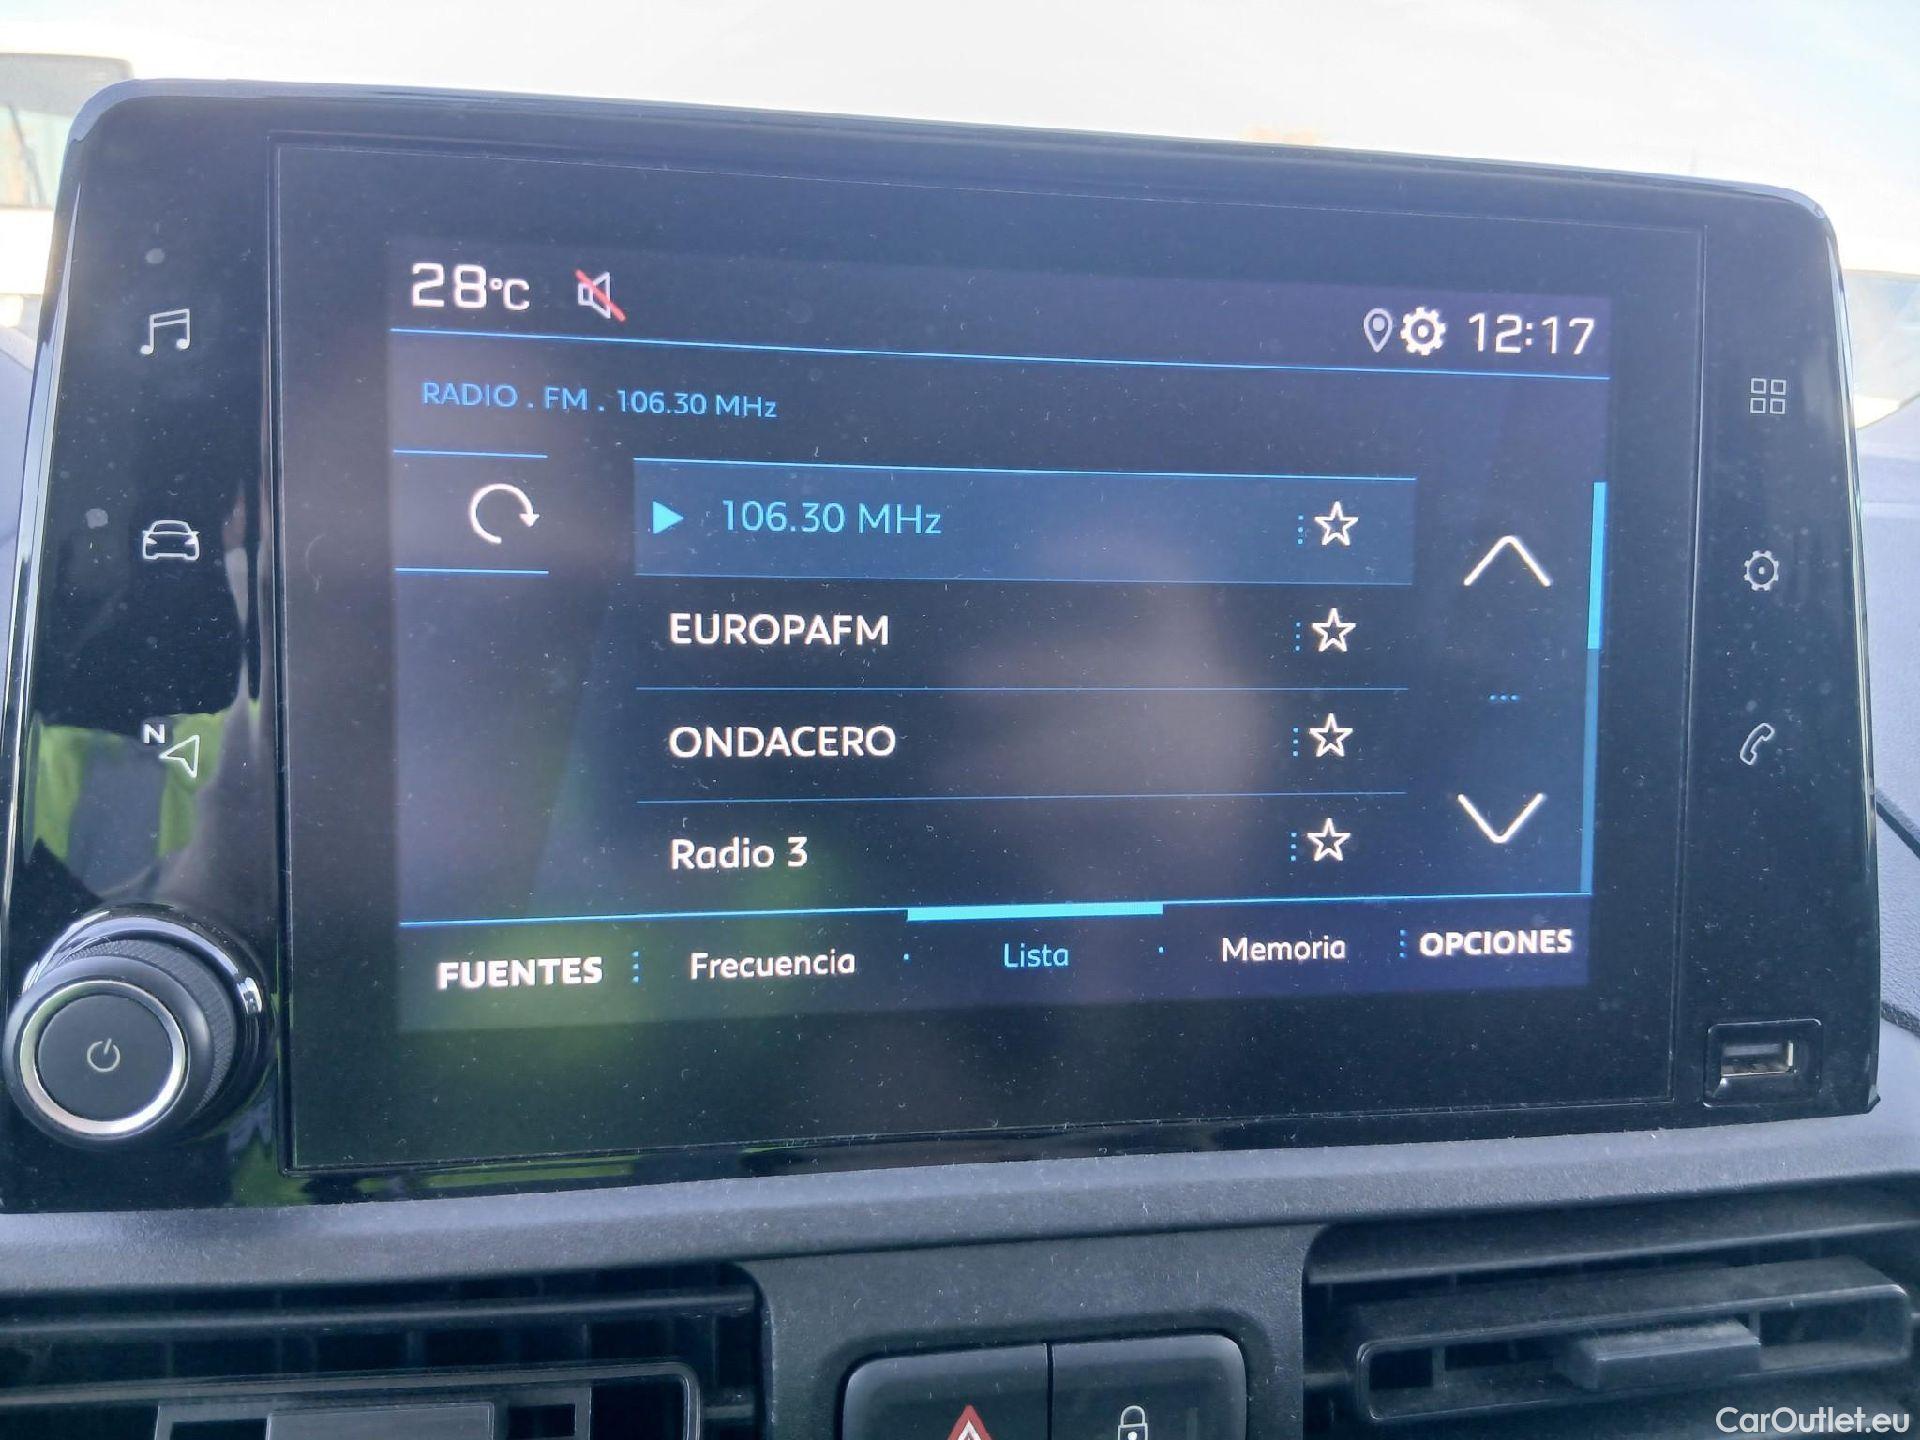 28°C
12:17
RADIO . FM . 106.30 MHz
106.30 MHz
EUROPAFM
ONDACERO
N
Radio 3
FUENTES Frecuencia Lista Memoria OPCIONES
CarOutlet.eu